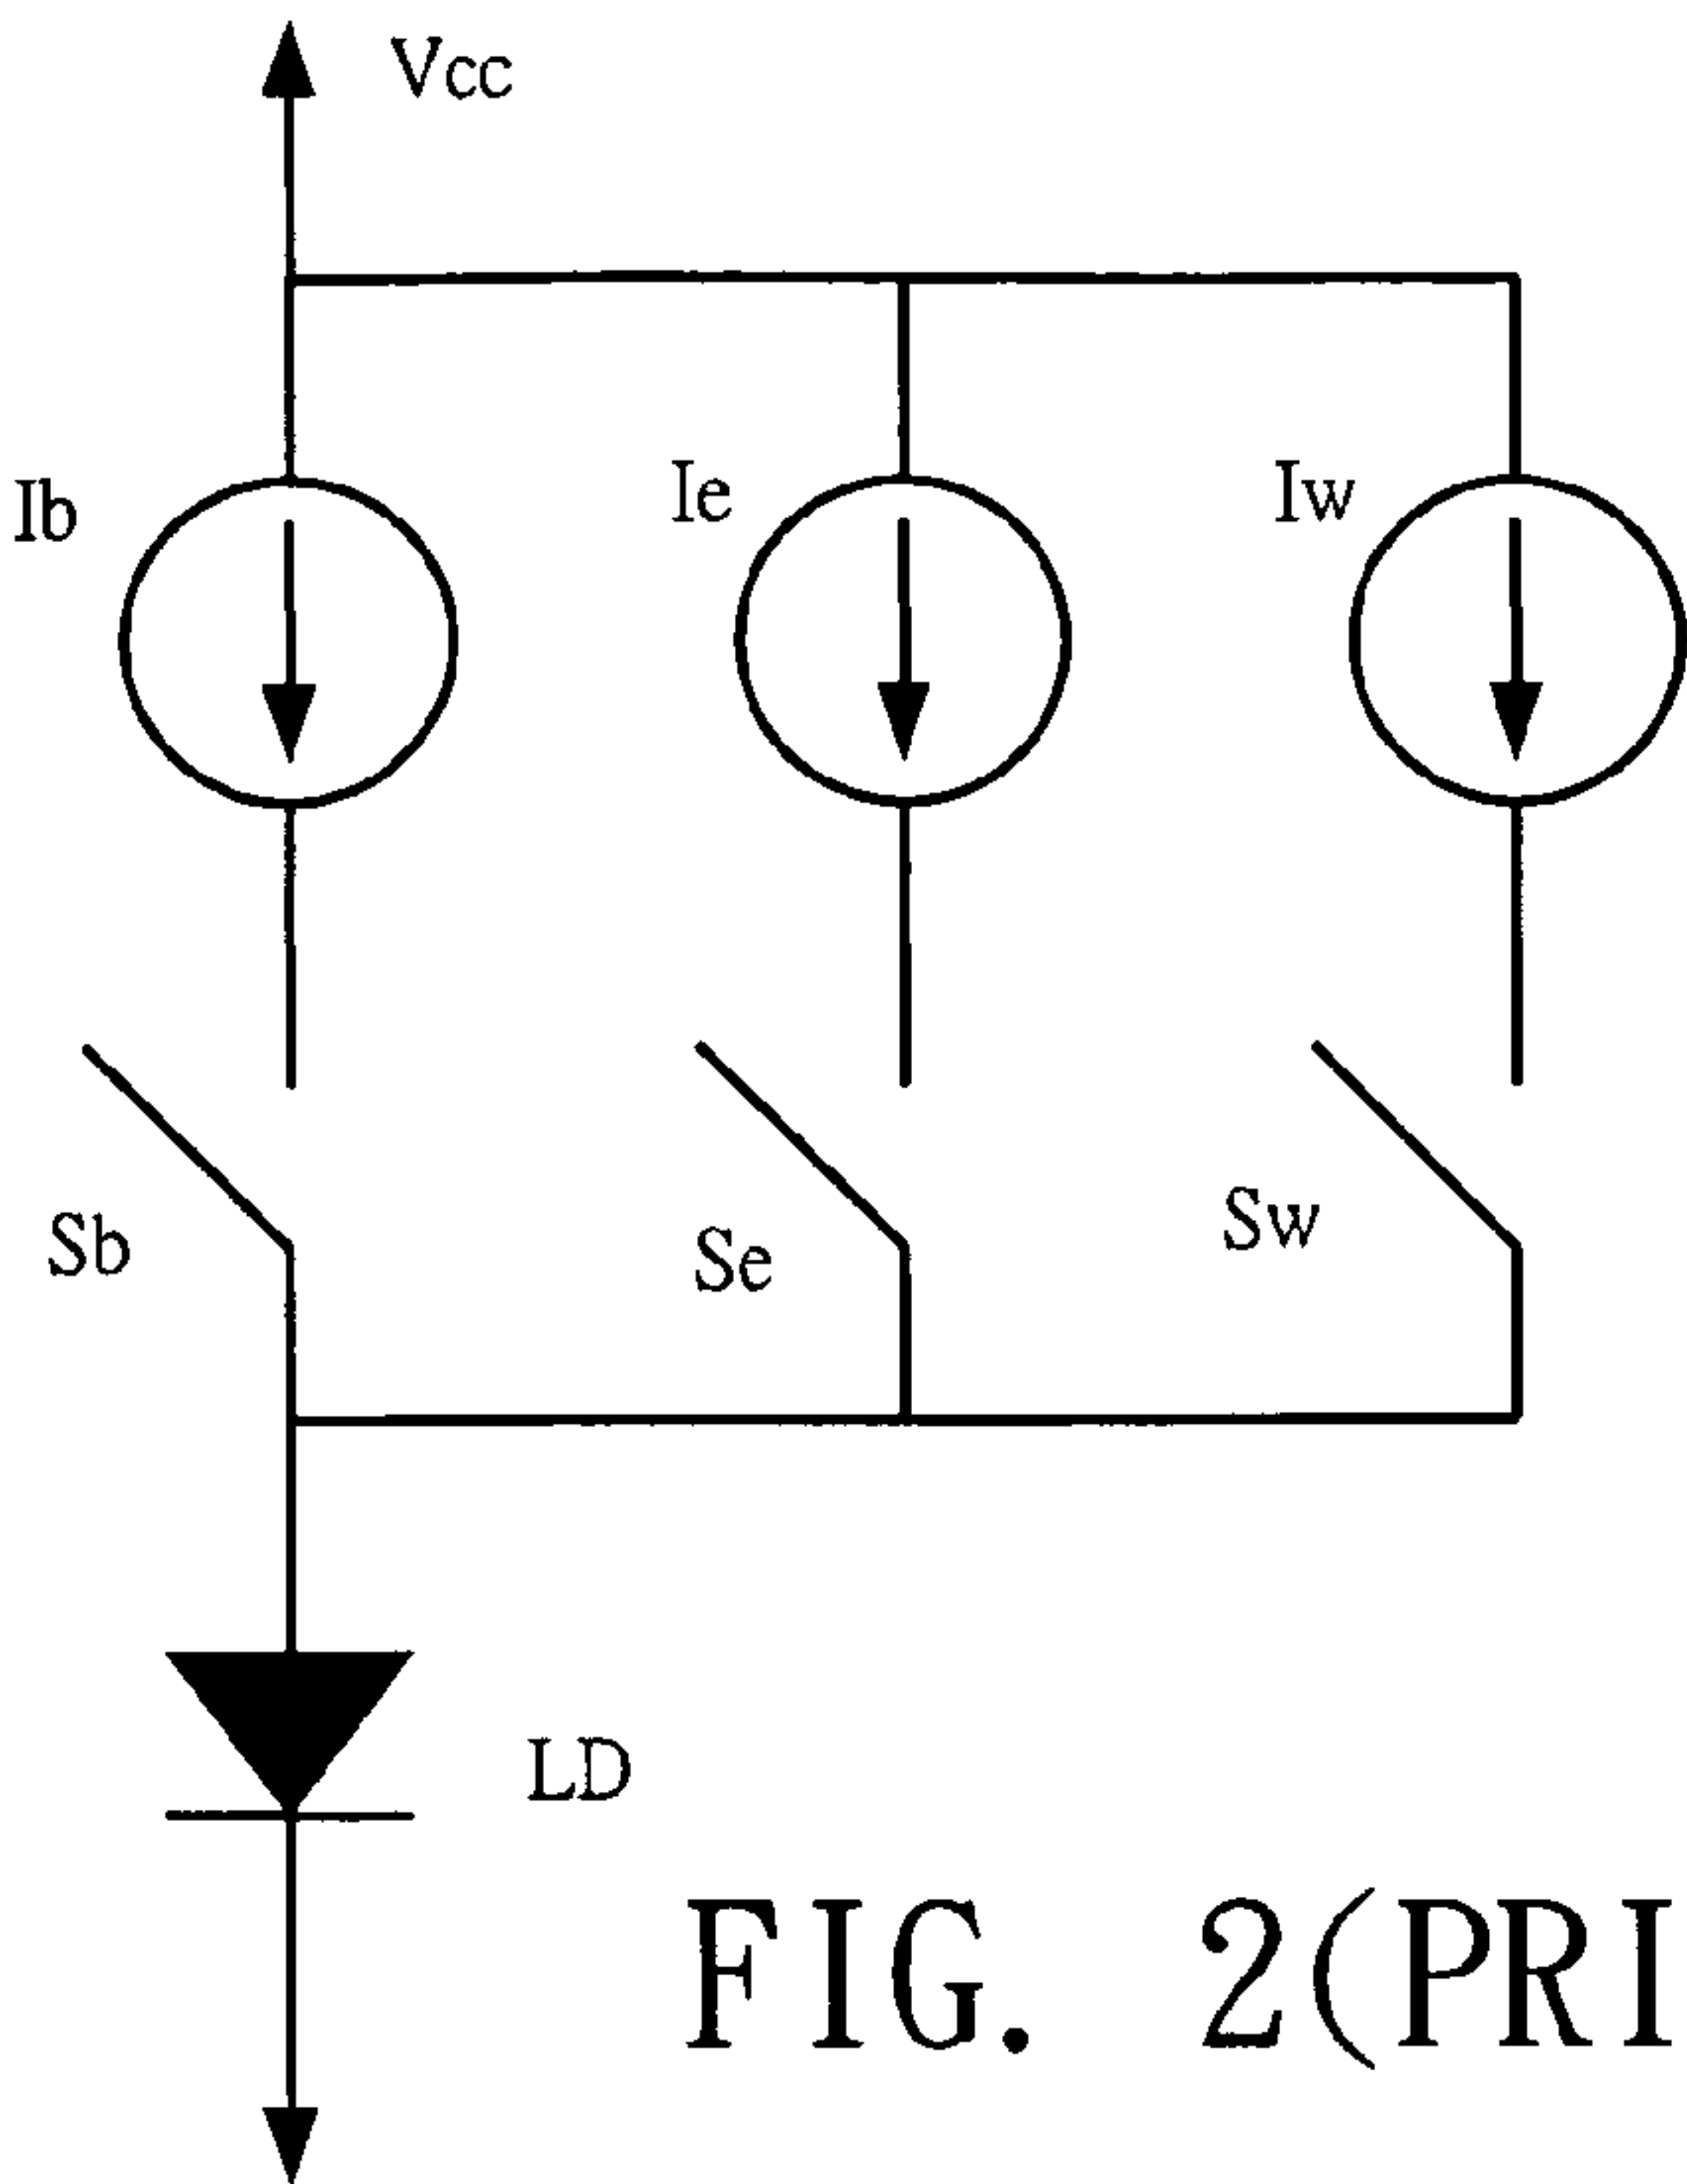 Vcc
Ib
Ie
Iw
Sb
Se
Sw
LD
FIG. 2(PRI